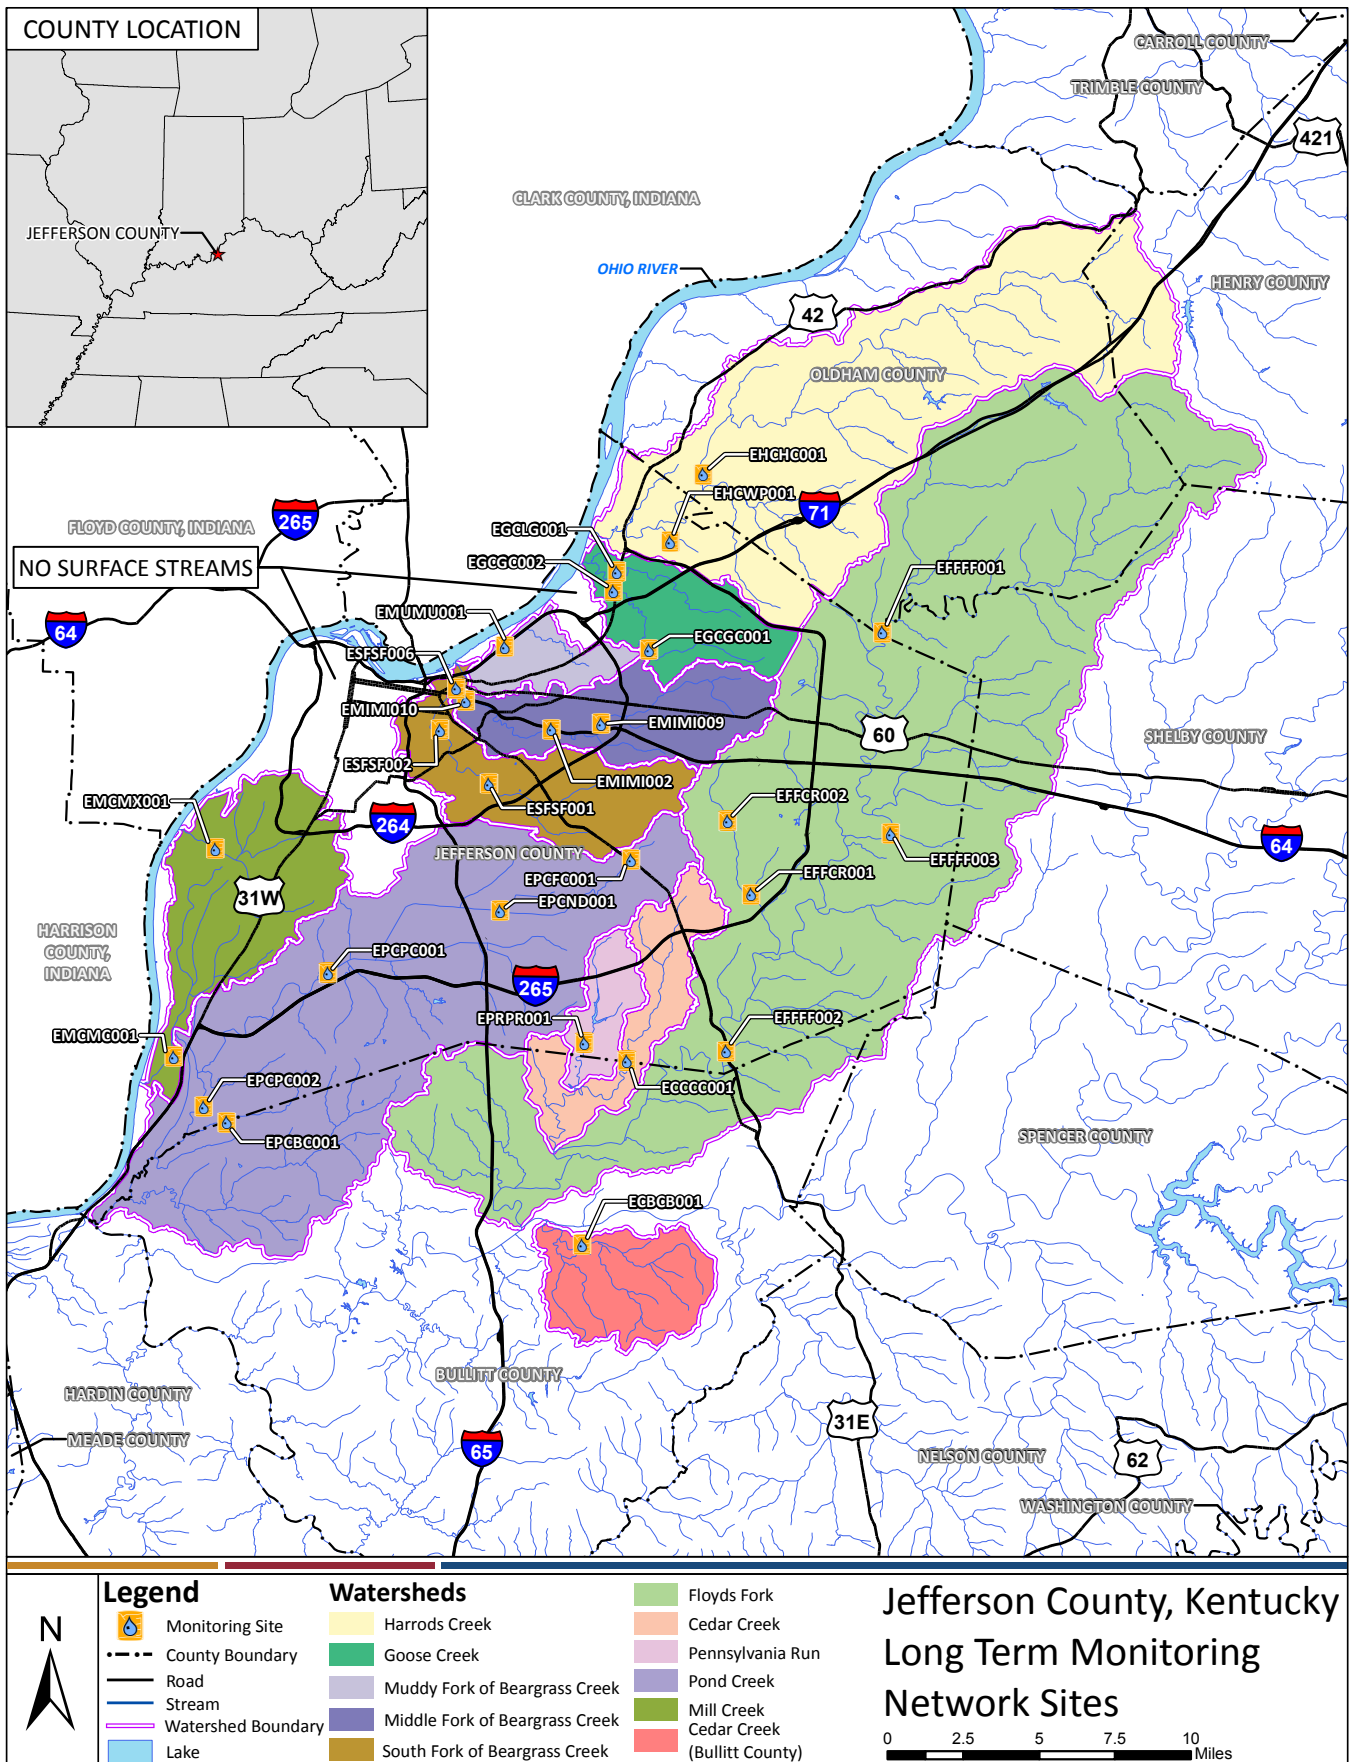 COUNTY LOCATION
JEFFERSON COUNTY
CARROLL COUNTY
TRIMBLE COUNTY
421
CLARK COUNTY, INDIANA
OHIO RIVER
HENRY COUNTY
42
OLDHAM COUNTY
EHCHC001
EHCWP001
71
265
FLOYD COUNTY, INDIANA
EGCLG001
EGCGC002
NO SURFACE STREAMS
EFFFF001
64
EMUMU001
EGCGC001
ESFSF006
EMIMI010
EMIMI009
60
SHELBY COUNTY
ESFSF002
EMIMI002
ESFSF001
EMCMX001
EFFCR002
264
64
JEFFERSON COUNTY
EFFFF003
EPCFC001
EFFCR001
31W
EPCND001
HARRISON
COUNTY,
INDIANA
EPCPC001
265
EPRPR001
EFFFF002
EMCMC001
EPCPC002
ECCCC001
EPCBC001
SPENCER COUNTY
ECBCB001
BULLITT COUNTY
HARDIN COUNTY
31E
MEADE COUNTY
65
NELSON COUNTY
62
WASHINGTON COUNTY
N
Legend
Monitoring Site
County Boundary
Road
Stream
Watershed Boundary
Lake
Watersheds
Harrods Creek
Goose Creek
Muddy Fork of Beargrass Creek
Middle Fork of Beargrass Creek
South Fork of Beargrass Creek
Floyds Fork
Cedar Creek
Pennsylvania Run
Pond Creek
Mill Creek
Cedar Creek
(Bullitt County)
Jefferson County, Kentucky
Long Term Monitoring
Network Sites
0 2.5 5 7.5 10
Miles